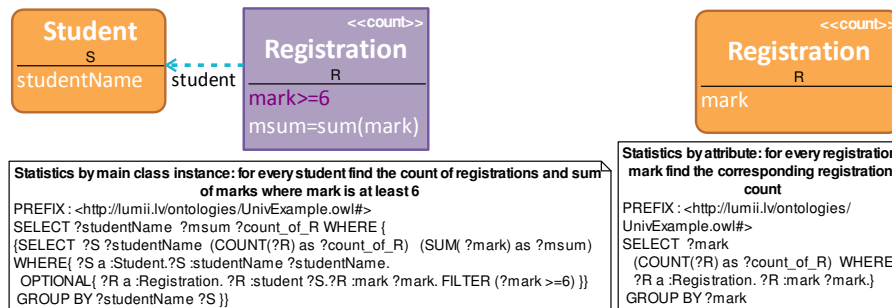 Student
S
studentName
student
<<count>>
Registration
R
mark>=6
msum=sum(mark)
<<count>>
Registration
R
mark
Statistics by main class instance: for every student find the count of registrations and sum
of marks where mark is at least 6
PREFIX : <http://lumii.lv/ontologies/UnivExample.owl#>
SELECT ?studentName ?msum ?count_of_R WHERE {
{SELECT ?S ?studentName (COUNT(?R) as ?count_of_R) (SUM( ?mark) as ?msum)
WHERE{ ?S a :Student.?S :studentName ?studentName.
OPTIONAL{ ?R a :Registration. ?R :student ?S.?R :mark ?mark. FILTER (?mark >=6) }}
GROUP BY ?studentName ?S }}
Statistics by attribute: for every registration
mark find the corresponding registration
count
PREFIX : <http://lumii.lv/ontologies/
UnivExample.owl#>
SELECT ?mark
(COUNT(?R) as ?count_of_R) WHERE
?R a :Registration. ?R :mark ?mark.}
GROUP BY ?mark